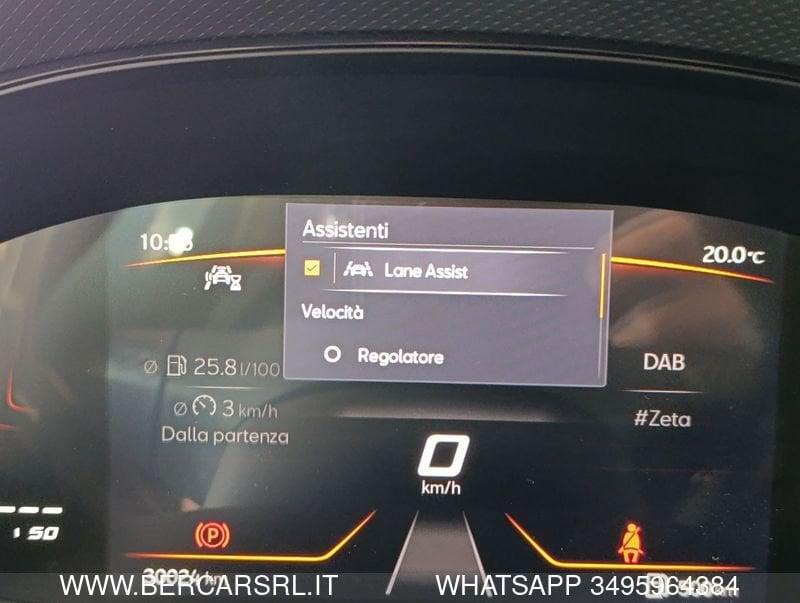 Assistenti
20.0°C
Lane Assist
Velocità
Regolatore
25.8 l/100
DAB
3 km/h
#Zeta
Dalla partenza
0
km/h
50
P
WWW.BERCARSRL.IT
WHATSAPP 3495964384